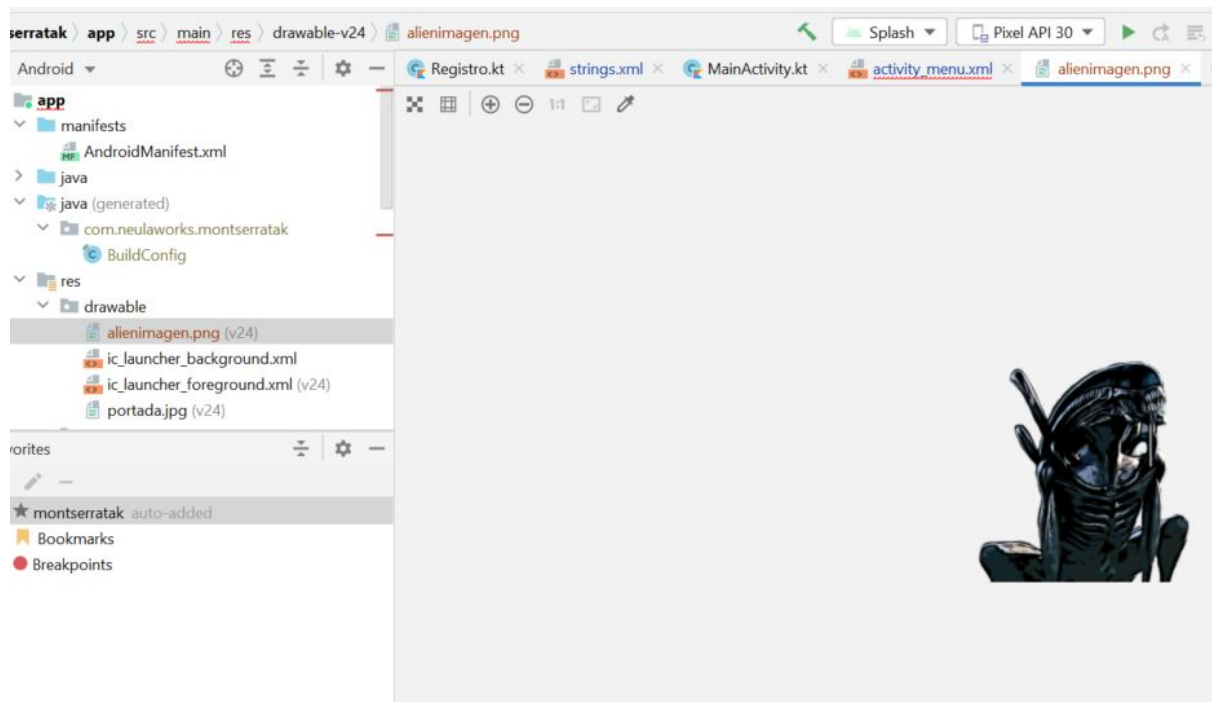 serratak > app > src > main > res > drawable-v24 > alienimagen.png Splash Pixel API 30
Android Registro.kt strings.xml MainActivity.kt activity_menu.xml alienimagen.png
app 1:1
manifests
MF AndroidManifest.xml
java
java (generated)
com.neulaworks.montserratak
C BuildConfig
res
drawable
alienimagen.png (v24)
ic_launcher_background.xml
ic_launcher_foreground.xml (v24)
portada.jpg (v24)
orites
montserratak auto-added
Bookmarks
Breakpoints